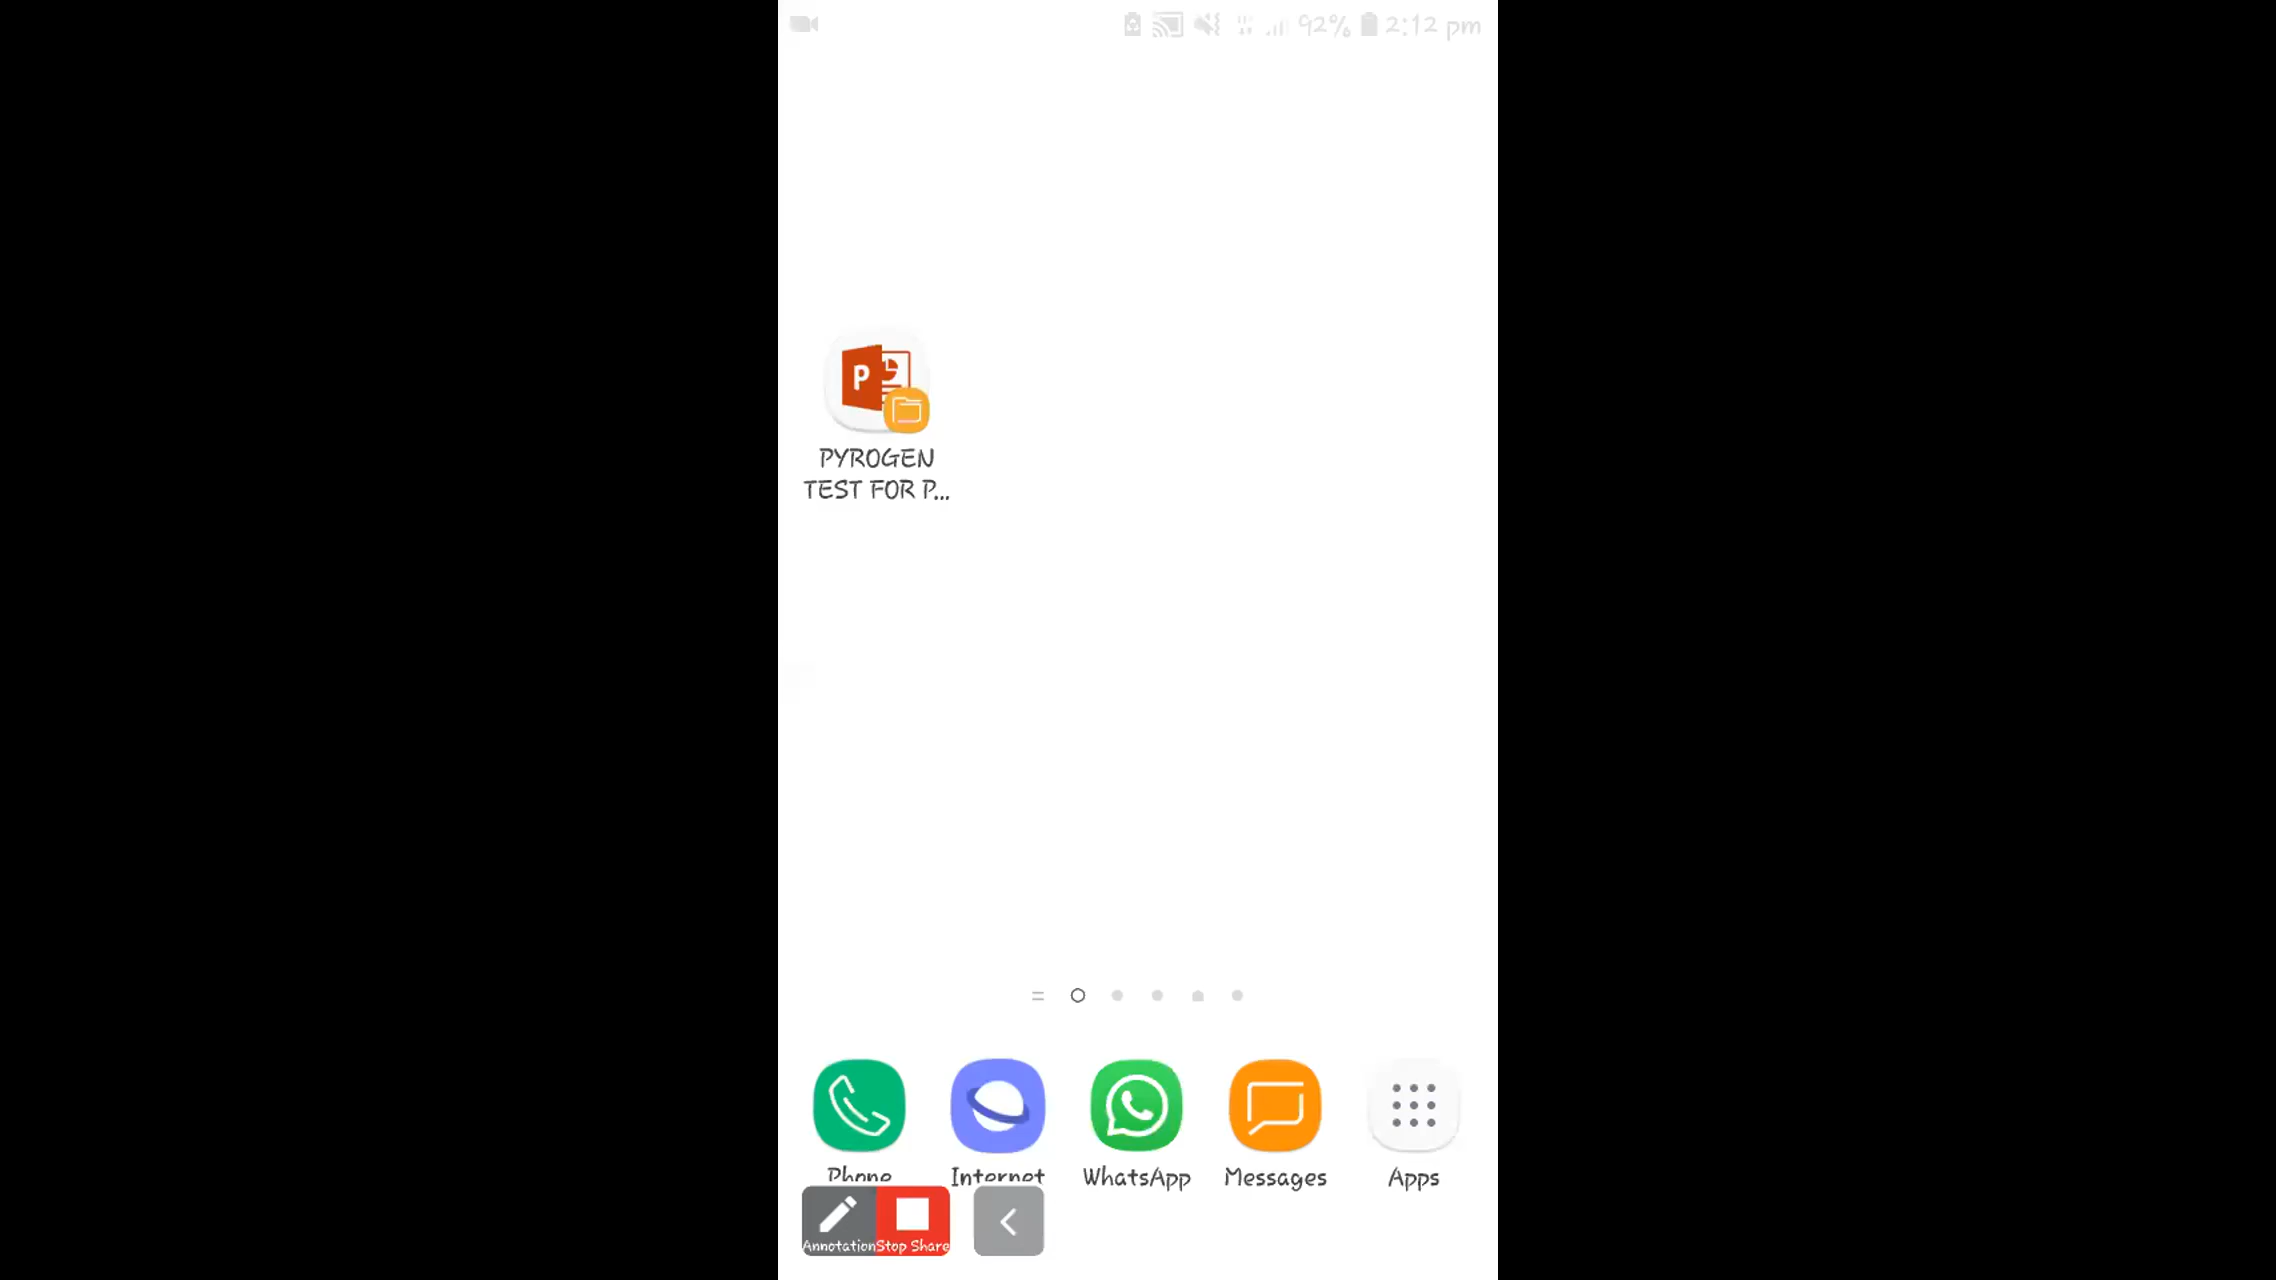 92% 2:12 pm
P
PYROGEN
TEST FOR P...
Phone Internet WhatsApp Messages Apps
Annotation Stop Share